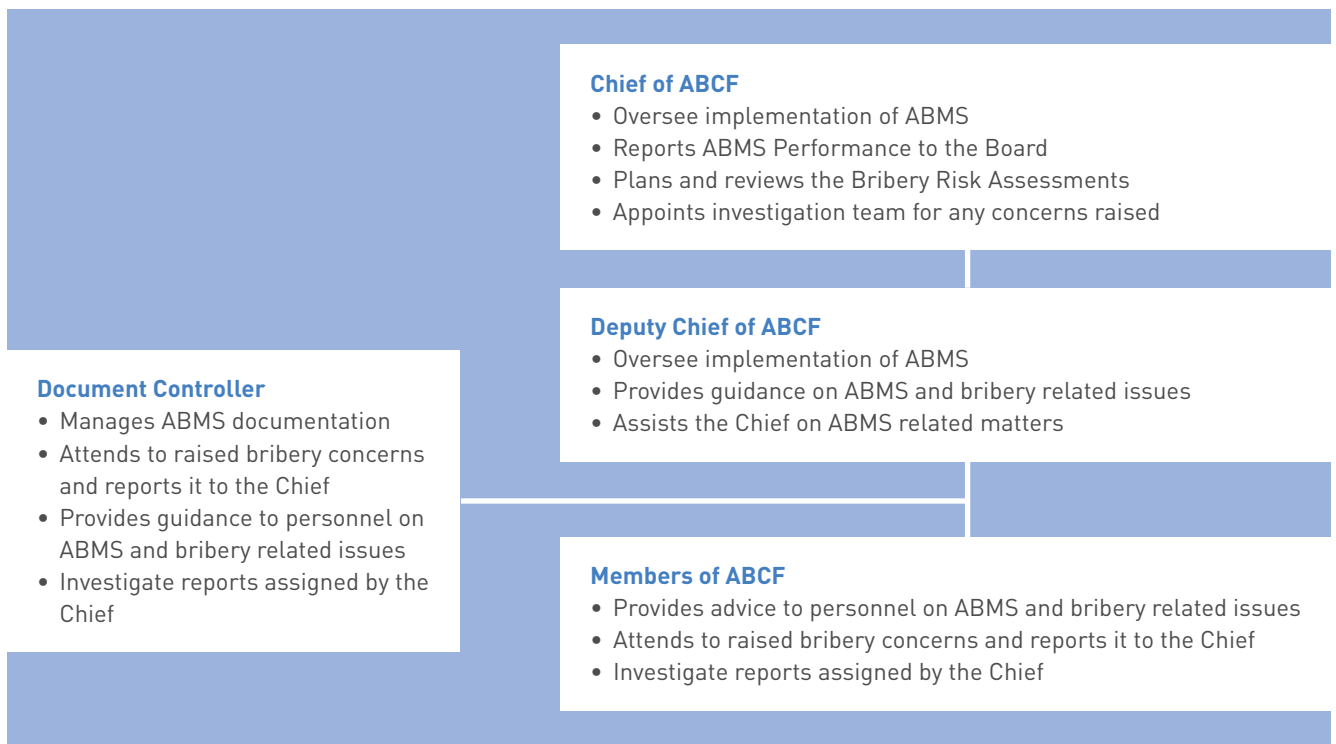 Chief of ABCF
• Oversee implementation of ABMS
• Reports ABMS Performance to the Board
• Plans and reviews the Bribery Risk Assessments
• Appoints investigation team for any concerns raised
Deputy Chief of ABCF
• Oversee implementation of ABMS
• Provides guidance on ABMS and bribery related issues
• Assists the Chief on ABMS related matters
Document Controller
• Manages ABMS documentation
• Attends to raised bribery concerns
and reports it to the Chief
• Provides guidance to personnel on
ABMS and bribery related issues
• Investigate reports assigned by the
Chief
Members of ABCF
• Provides advice to personnel on ABMS and bribery related issues
• Attends to raised bribery concerns and reports it to the Chief
• Investigate reports assigned by the Chief